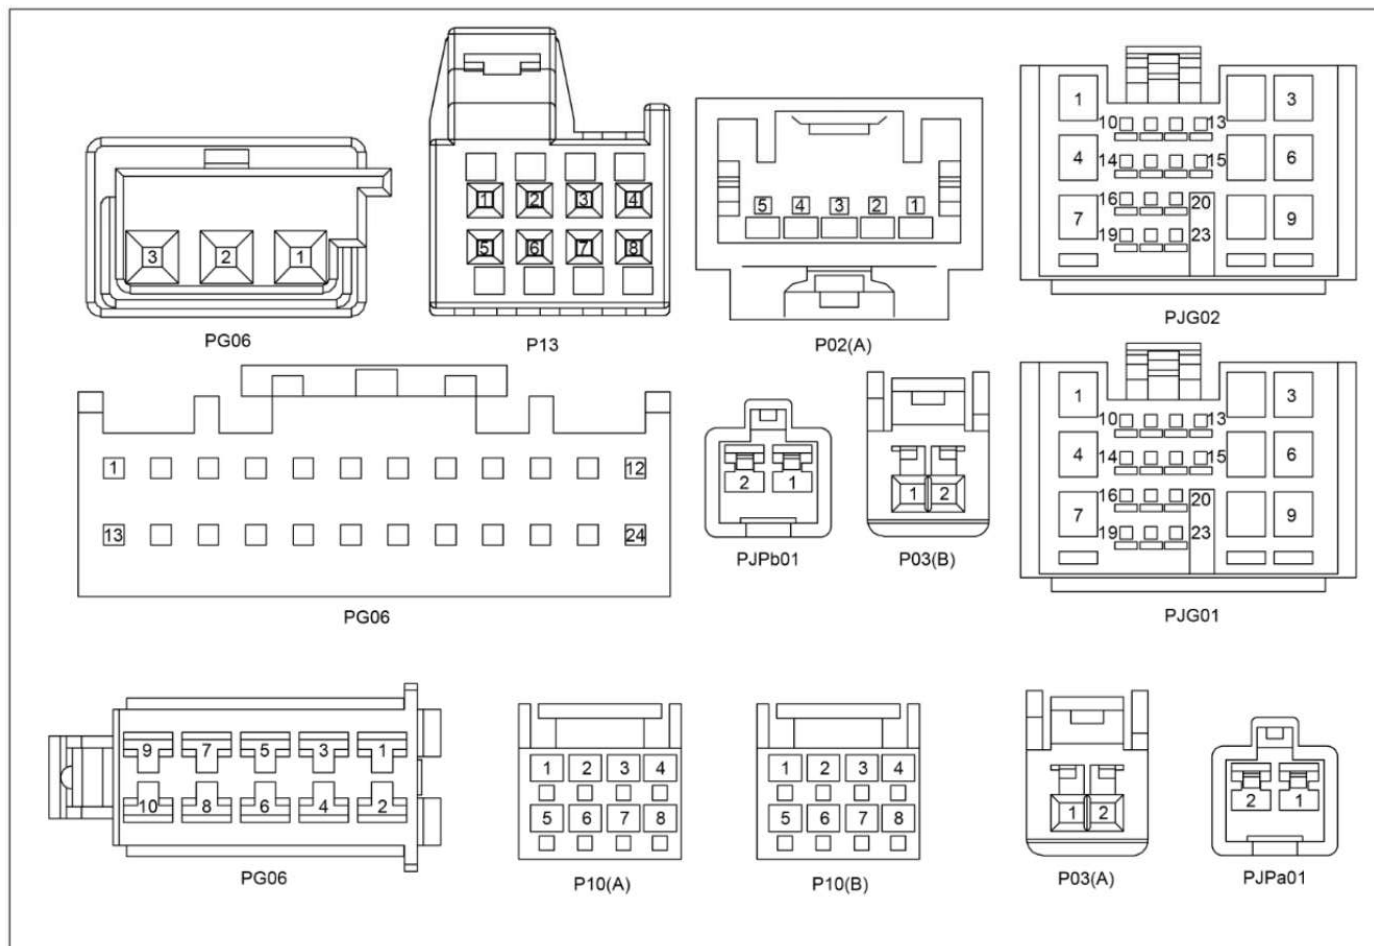 1 3
10 13
4 14 15 6
16 20
7 19 23 9
PJG02
3 2 1
PG06
1 2 3 4
5 6 7 8
P13
5 4 3 2 1
P02(A)
1 12
13 24
PG06
2 1
PJPb01
1 2
P03(B)
1 3
10 13
4 14 15 6
16 20
7 19 23 9
PJG01
9 7 5 3 1
10 8 6 4 2
PG06
1 2 3 4
5 6 7 8
P10(A)
1 2 3 4
5 6 7 8
P10(B)
1 2
P03(A)
2 1
PJPa01